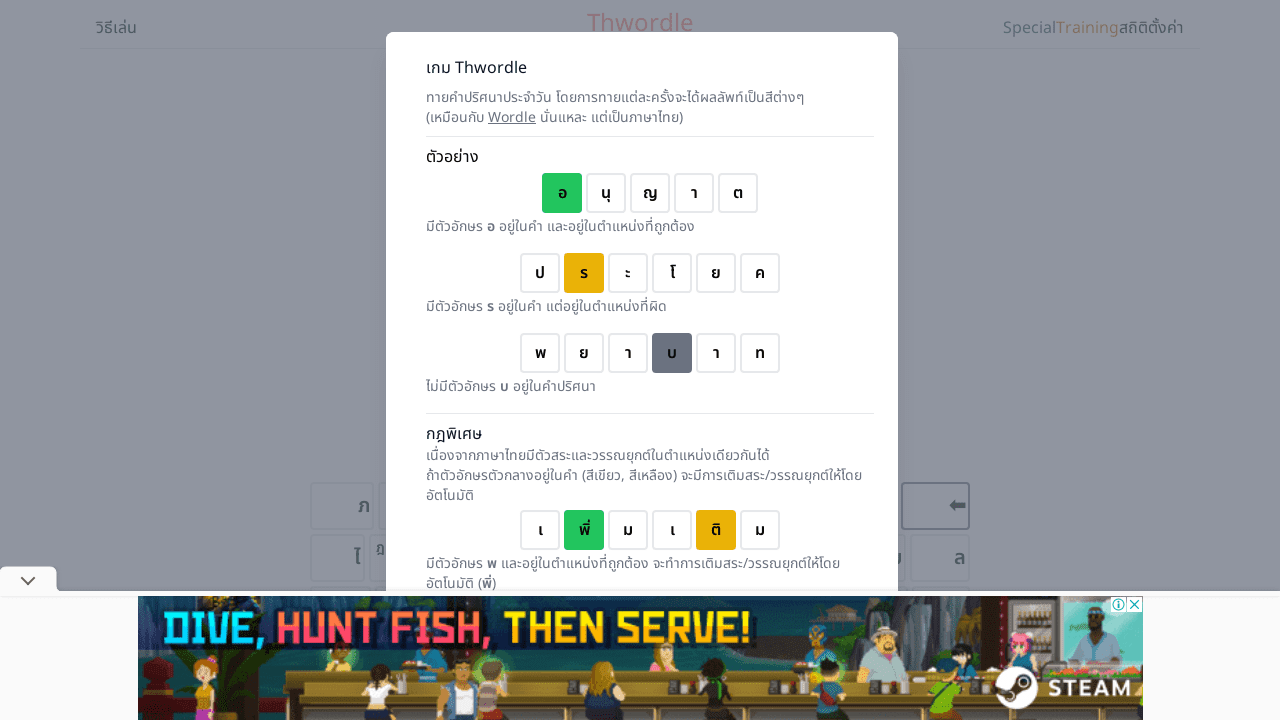 วิธีเล่น
Thwordle
Special Training สถิติ ตั้งค่า
เกม Thwordle
ทายคำปริศนาประจำวัน โดยการทายแต่ละครั้งจะได้ผลลัพท์เป็นสีต่างๆ
(เหมือนกับ Wordle นั่นแหละ แต่เป็นภาษาไทย)
ตัวอย่าง
อ นุ ญ า ต
มีตัวอักษร อ อยู่ในคำ และอยู่ในตำแหน่งที่ถูกต้อง
ป ร ะ โ ย ค
มีตัวอักษร ร อยู่ในคำ แต่อยู่ในตำแหน่งที่ผิด
พ ย า บ า ท
ไม่มีตัวอักษร บ อยู่ในคำปริศนา
กฎพิเศษ
เนื่องจากภาษาไทยมีตัวสระและวรรณยุกต์ในตำแหน่งเดียวกันได้
ถ้าตัวอักษรตัวกลางอยู่ในคำ (สีเขียว, สีเหลือง) จะมีการเติมสระ/วรรณยุกต์ให้โดย
อัตโนมัติ
เ พิ่ ม เ ติ ม
มีตัวอักษร พ และอยู่ในตำแหน่งที่ถูกต้อง จะทำการเติมสระ/วรรณยุกต์ให้โดย
อัตโนมัติ (พิ่)
ภ ⬅
ไ ล
DIVE, HUNT FISH, THEN SERVE!
STEAM